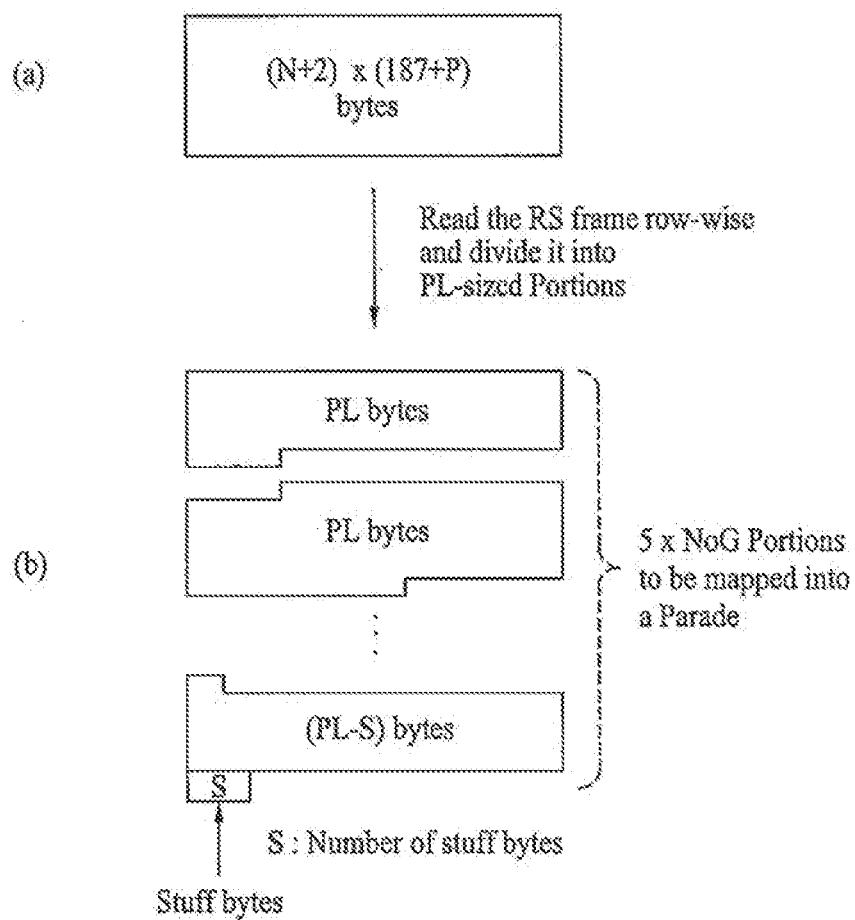 (a)
(N+2) x (187+P)
bytes
Read the RS frame row-wise
and divide it into
PL-sized Portions
(b)
PL bytes
PL bytes
5 x NoG Portions
to be mapped into
a Parade
(PL-S) bytes
S
S : Number of stuff bytes
Stuff bytes